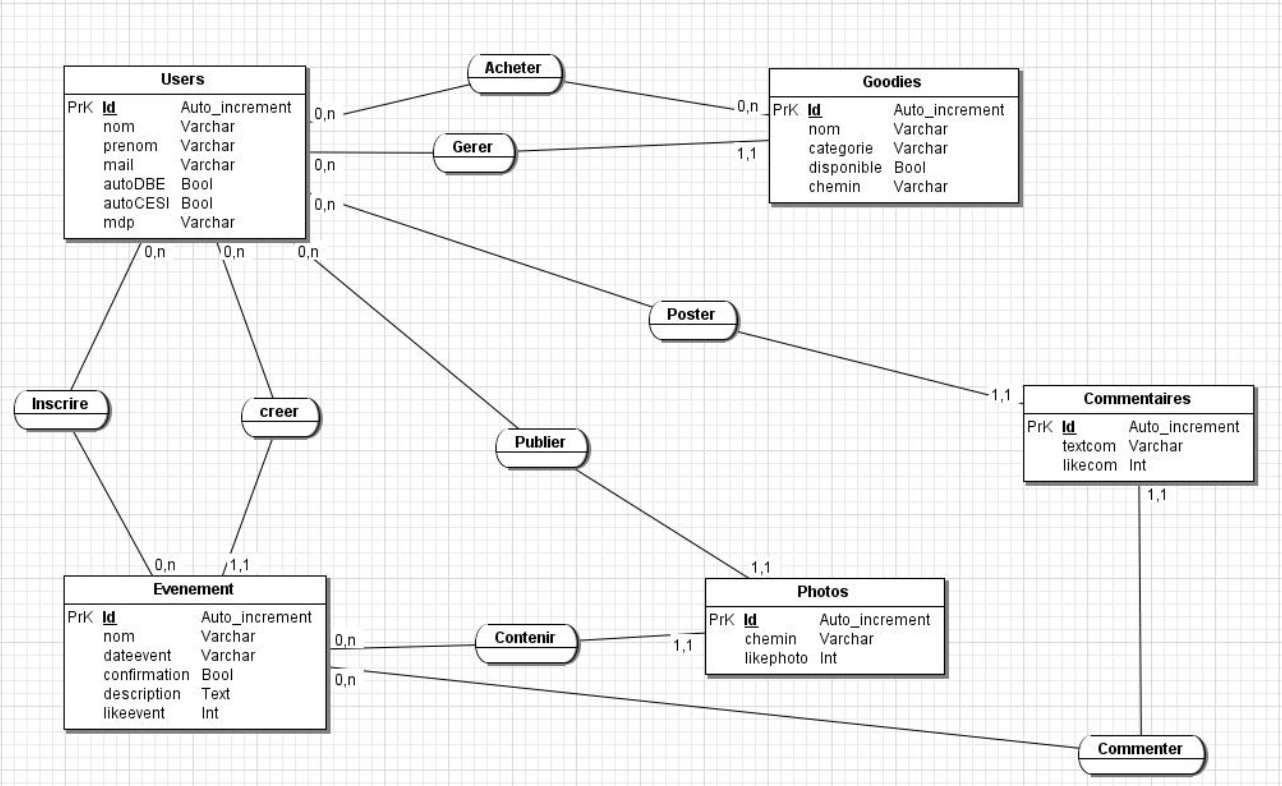 Acheter
Users
PrK Id Auto_increment
nom Varchar
prenom Varchar
mail Varchar
autoDBE Bool
autoCESI Bool
mdp Varchar
Goodies
PrK Id Auto_increment
nom Varchar
categorie Varchar
disponible Bool
chemin Varchar
0,n
0,n
Gerer
0,n
1,1
0,n
0,n
0,n
0,n
Poster
1,1
Commentaires
PrK Id Auto_increment
textcom Varchar
likecom Int
1,1
Inscrire
creer
Publier
0,n
1,1
1,1
Evenement
PrK Id Auto_increment
nom Varchar
dateevent Varchar
confirmation Bool
description Text
likeevent Int
Photos
PrK Id Auto_increment
chemin Varchar
likephoto Int
0,n
Contenir
1,1
0,n
Commenter